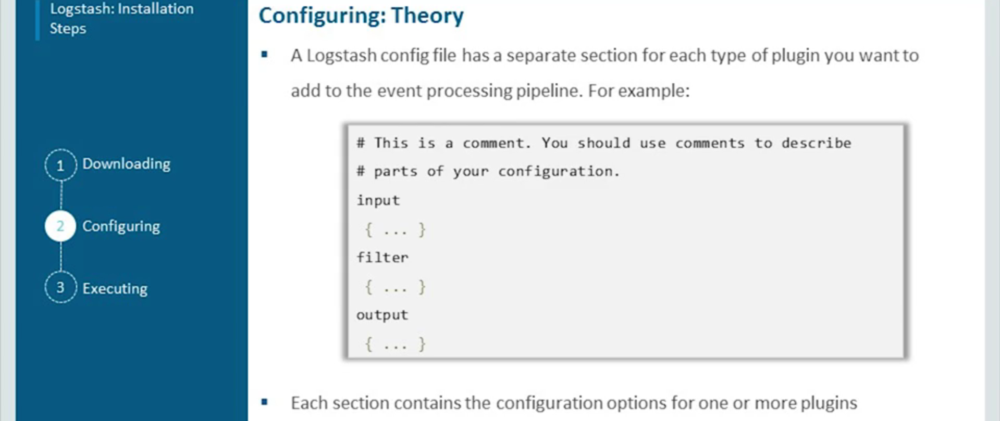 Logstash: Installation
Steps
1 Downloading
2 Configuring
3 Executing
Configuring: Theory
▪ A Logstash config file has a separate section for each type of plugin you want to
add to the event processing pipeline. For example:
# This is a comment. You should use comments to describe
# parts of your configuration.
input
{ ... }
filter
{ ... }
output
{ ... }
▪ Each section contains the configuration options for one or more plugins